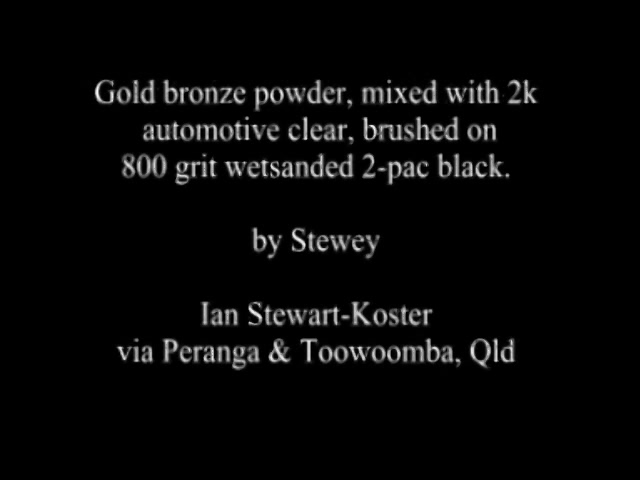 Gold bronze powder, mixed with 2k
automotive clear, brushed on
800 grit wetsanded 2-pac black.
by Stewey
Ian Stewart-Koster
via Peranga & Toowoomba, Qld